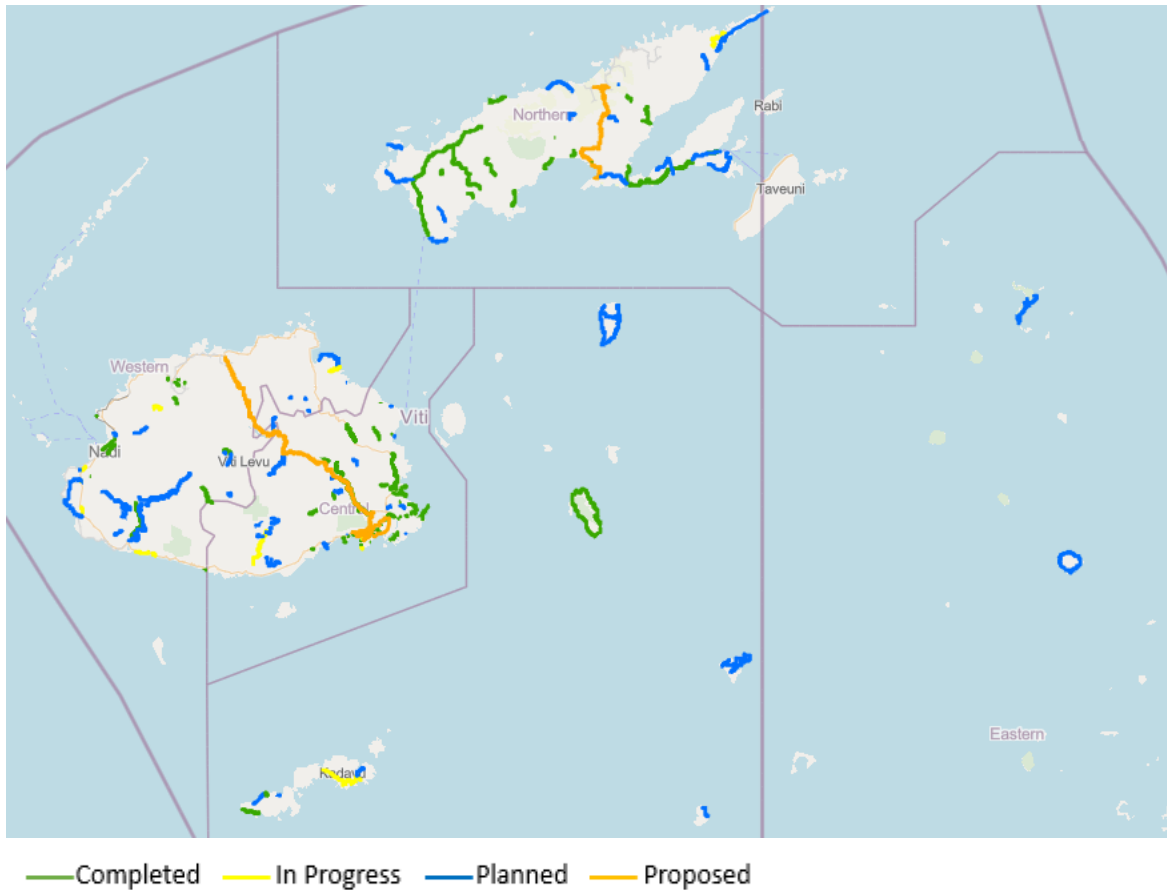 Rabi
Northern
Taveuni
Western
Viti
Nadi
Viti Levu
Central
Eastern
Kadavu
Completed In Progress Planned Proposed